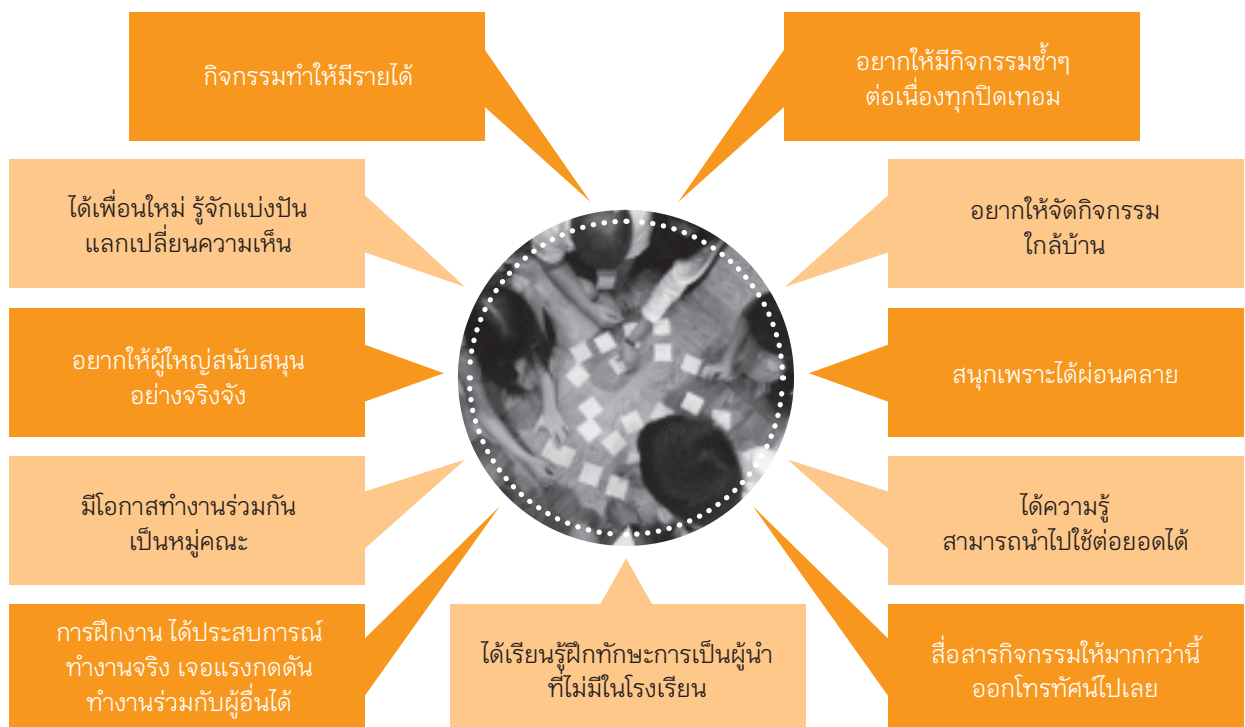 กิจกรรมทำให้มีรายได้
อยากให้มีกิจกรรมซ้ำๆ
ต่อเนื่องทุกปิดเทอม
ได้เพื่อนใหม่ รู้จักแบ่งปัน
แลกเปลี่ยนความเห็น
อยากให้จัดกิจกรรม
ใกล้บ้าน
อยากให้ผู้ใหญ่สนับสนุน
อย่างจริงจัง
สนุกเพราะได้ผ่อนคลาย
มีโอกาสทำงานร่วมกัน
เป็นหมู่คณะ
ได้ความรู้
สามารถนำไปใช้ต่อยอดได้
การฝึกงาน ได้ประสบการณ์
ทำงานจริง เจอแรงกดดัน
ทำงานร่วมกับผู้อื่นได้
ได้เรียนรู้ฝึกทักษะการเป็นผู้นำ
ที่ไม่มีในโรงเรียน
สื่อสารกิจกรรมให้มากกว่านี้
ออกโทรทัศน์ไปเลย